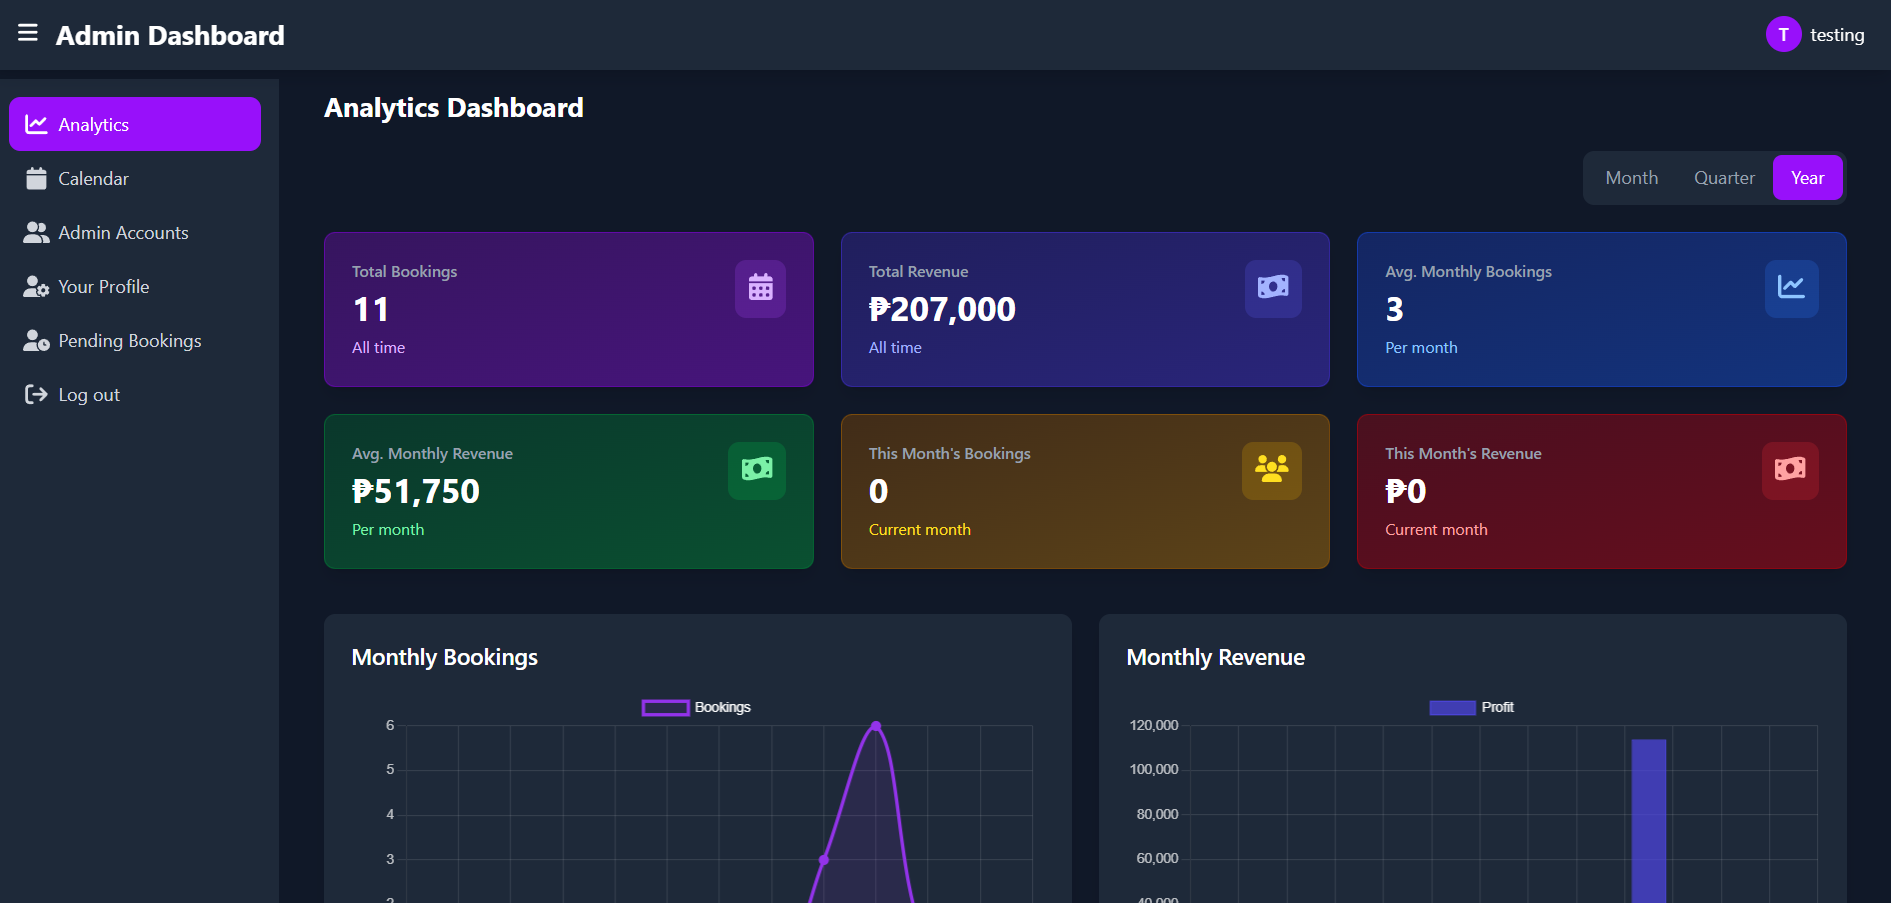 Admin Dashboard
T testing
Analytics
Calendar
Admin Accounts
Your Profile
Pending Bookings
Log out
Analytics Dashboard
Month Quarter Year
Total Bookings
11
All time
Total Revenue
₱207,000
All time
Avg. Monthly Bookings
3
Per month
Avg. Monthly Revenue
₱51,750
Per month
This Month's Bookings
0
Current month
This Month's Revenue
₱0
Current month
Monthly Bookings
Bookings
6
5
4
3
2
Monthly Revenue
Profit
120,000
100,000
80,000
60,000
40,000